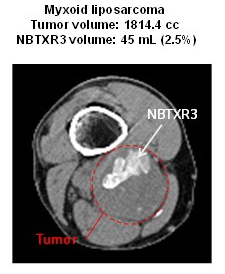 Myxoid liposarcoma
Tumor volume: 1814.4 cc
NBTXR3 volume: 45 mL (2.5%)
NBTXR3
Tumor